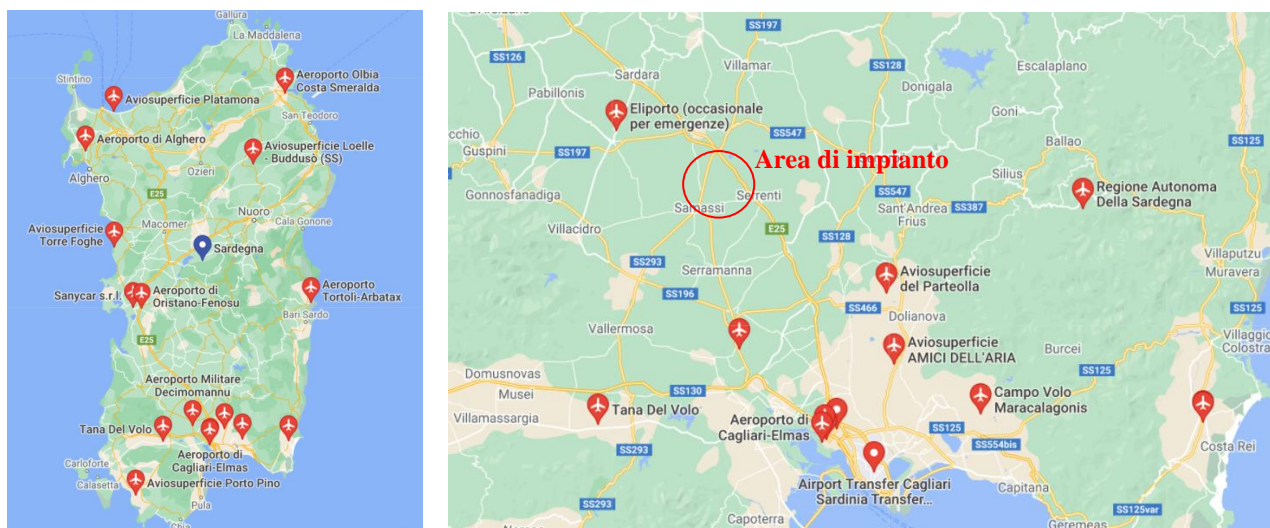 Gallura
La Maddalena
Stintino
Aeroporto Olbia
Costa Smeralda
Aviosuperficie Platamona
San Teodoro
Aeroporto di Alghero
Aviosuperficie Loelle
- Buddusò (SS)
Alghero
Ozieri
E25
Nuoro
Macomer
Cala Gonone
Aviosuperficie
Torre Foghe
Sardegna
Sanycar s.r.l.
Aeroporto di
Oristano-Fenosu
Aeroporto
Tortoli-Arbatax
Bari Sardo
E25
Aeroporto Militare
Decimomannu
Tana Del Volo
Aeroporto di
Cagliari-Elmas
Carloforte
Calasetta
Aviosuperficie Porto Pino
Pula
Chia
SS197
SS126
Villamar
SS128
Escalaplano
Sardara
Pabillonis
Donigala
Eliporto (occasionale
per emergenze)
Goni
Ballao
SS547
SS125
Guspini
SS197
Area di impianto
Silius
Gonnosfanadiga
Serrenti
SS547
Regione Autonoma
Della Sardegna
Samassi
Sant'Andrea
Frius
SS387
Villacidro
E25
SS128
Villaputzu
SS293
Serramanna
Muravera
Aviosuperficie
del Parteolla
SS196
SS466
SS125
Vallermosa
Dolianova
Villaggio
Colostra
Aviosuperficie
AMICI DELL'ARIA
Burcei
SS125
Domusnovas
Musei
SS130
Campo Volo
Maracalagonis
Villamassargia
Tana Del Volo
Aeroporto di
Cagliari-Elmas
SS125
SS554bis
Costa Rei
SS293
Airport Transfer Cagliari
Sardinia Transfer...
Capitana
SS293
SS125var
Capoterra
Geremeas